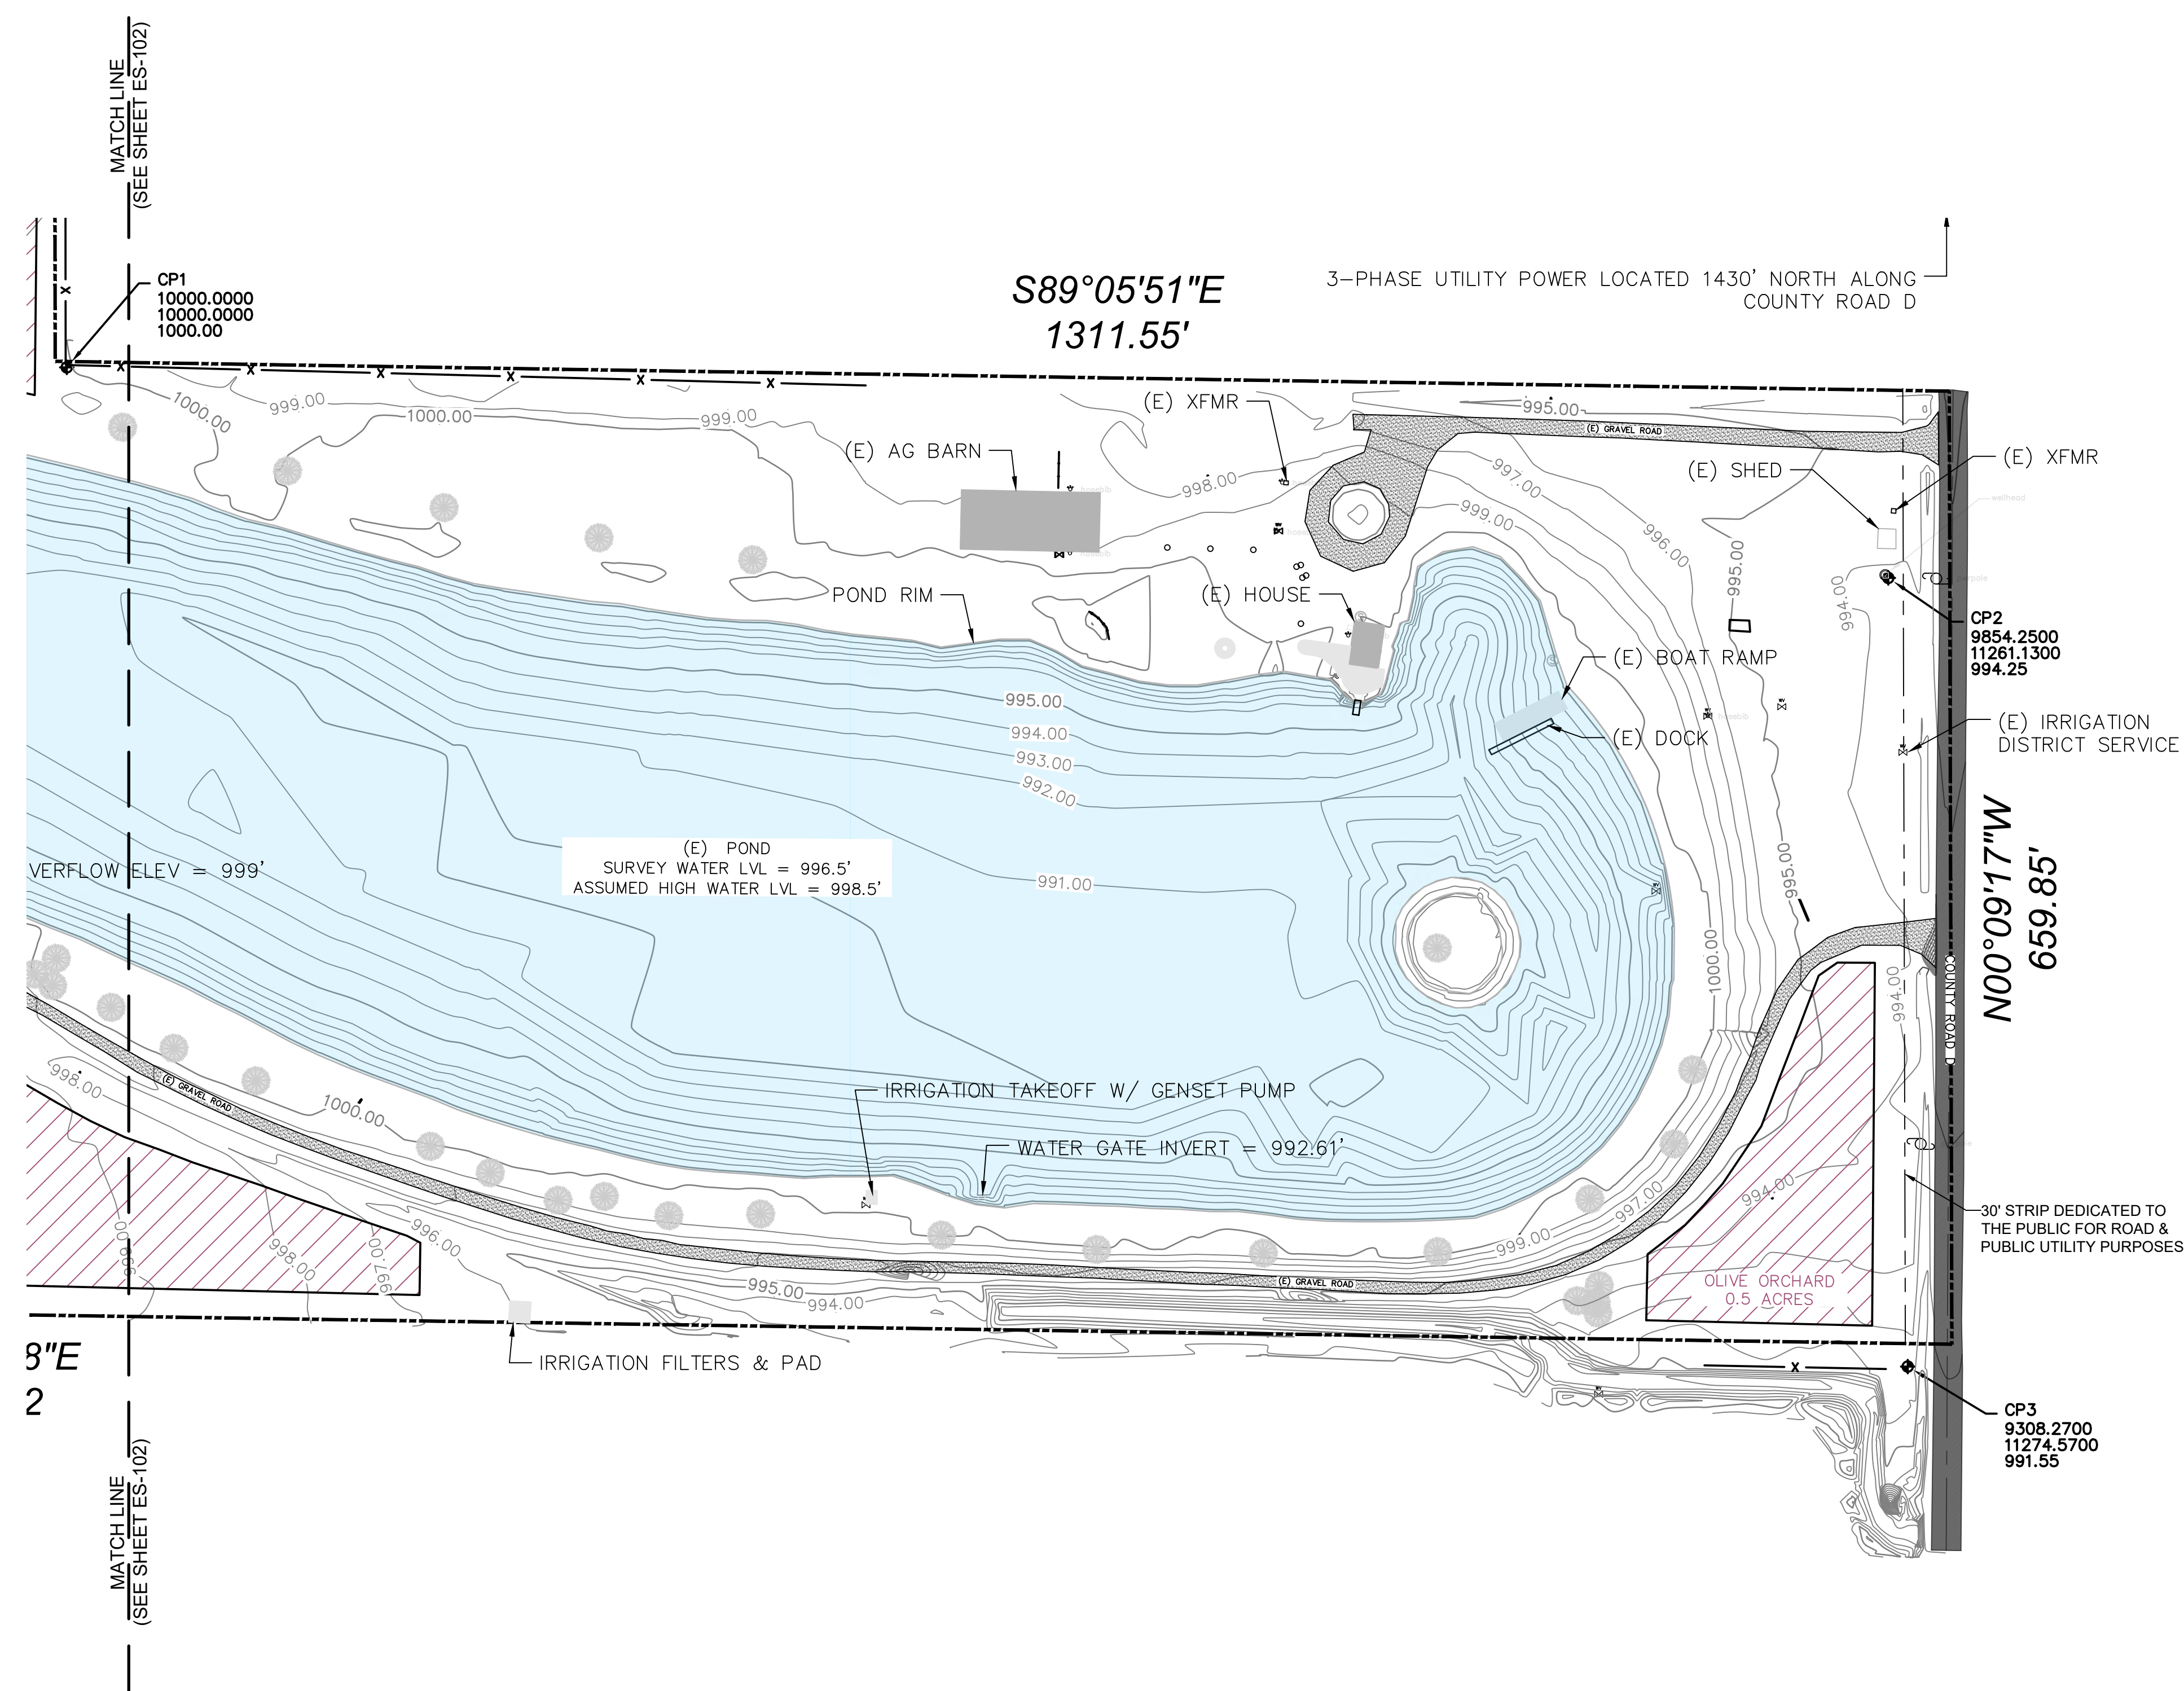 MATCH LINE
(SEE SHEET ES-102)
CP1
10000.0000
10000.0000
1000.00
S89°05'51"E
1311.55'
3-PHASE UTILITY POWER LOCATED 1430' NORTH ALONG
COUNTY ROAD D
1000.00
999.00
1000.00
999.00
(E) XFMR
995.00
(E) GRAVEL ROAD
(E) AG BARN
hosebib
998.00
997.00
(E) SHED
(E) XFMR
wellhead
999.00
996.00
hosebib
hosebib
995.00
994.00
POND RIM
(E) HOUSE
CP2
9854.2500
11261.1300
994.25
(E) BOAT RAMP
995.00
994.00
993.00
992.00
(E) DOCK
hosebib
(E) IRRIGATION
DISTRICT SERVICE
N00°09'17"W
659.85'
VERFLOW ELEV = 999'
(E) POND
SURVEY WATER LVL = 996.5'
ASSUMED HIGH WATER LVL = 998.5'
991.00
995.00
1000.00
994.00
COUNTY ROAD D
998.00
(E) GRAVEL ROAD
1000.00
IRRIGATION TAKEOFF W/ GENSET PUMP
WATER GATE INVERT = 992.61'
994.00
997.00
30' STRIP DEDICATED TO
THE PUBLIC FOR ROAD &
PUBLIC UTILITY PURPOSES
999.00
998.00
997.00
996.00
995.00
994.00
(E) GRAVEL ROAD
OLIVE ORCHARD
0.5 ACRES
8"E
2
IRRIGATION FILTERS & PAD
CP3
9308.2700
11274.5700
991.55
MATCH LINE
(SEE SHEET ES-102)